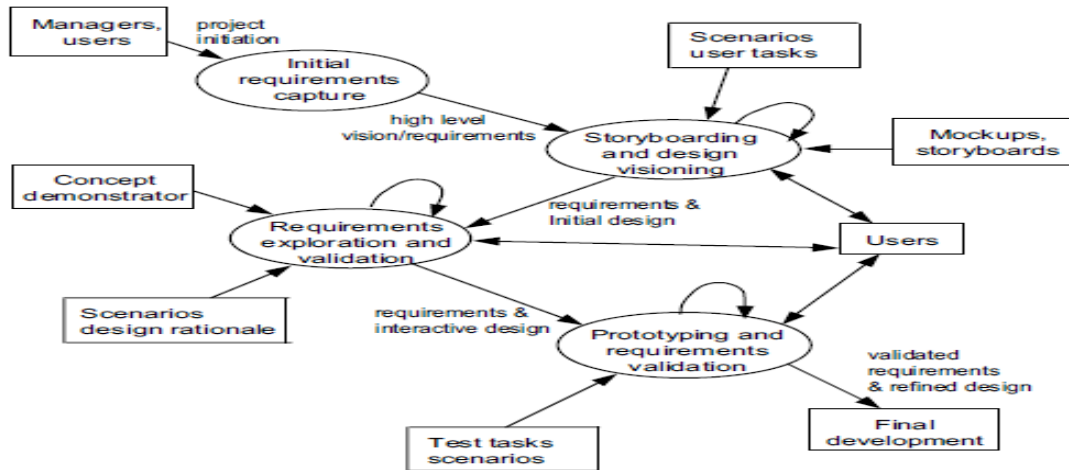 Managers,
users
project
initiation
Initial
requirements
capture
Scenarios
user tasks
high level
vision/requirements
Storyboarding
and design
visioning
Mockups,
storyboards
Concept
demonstrator
requirements &
Initial design
Requirements
exploration and
validation
Users
Scenarios
design rationale
requirements &
interactive design
Prototyping and
requirements
validation
validated
requirements
& refined design
Test tasks
scenarios
Final
development